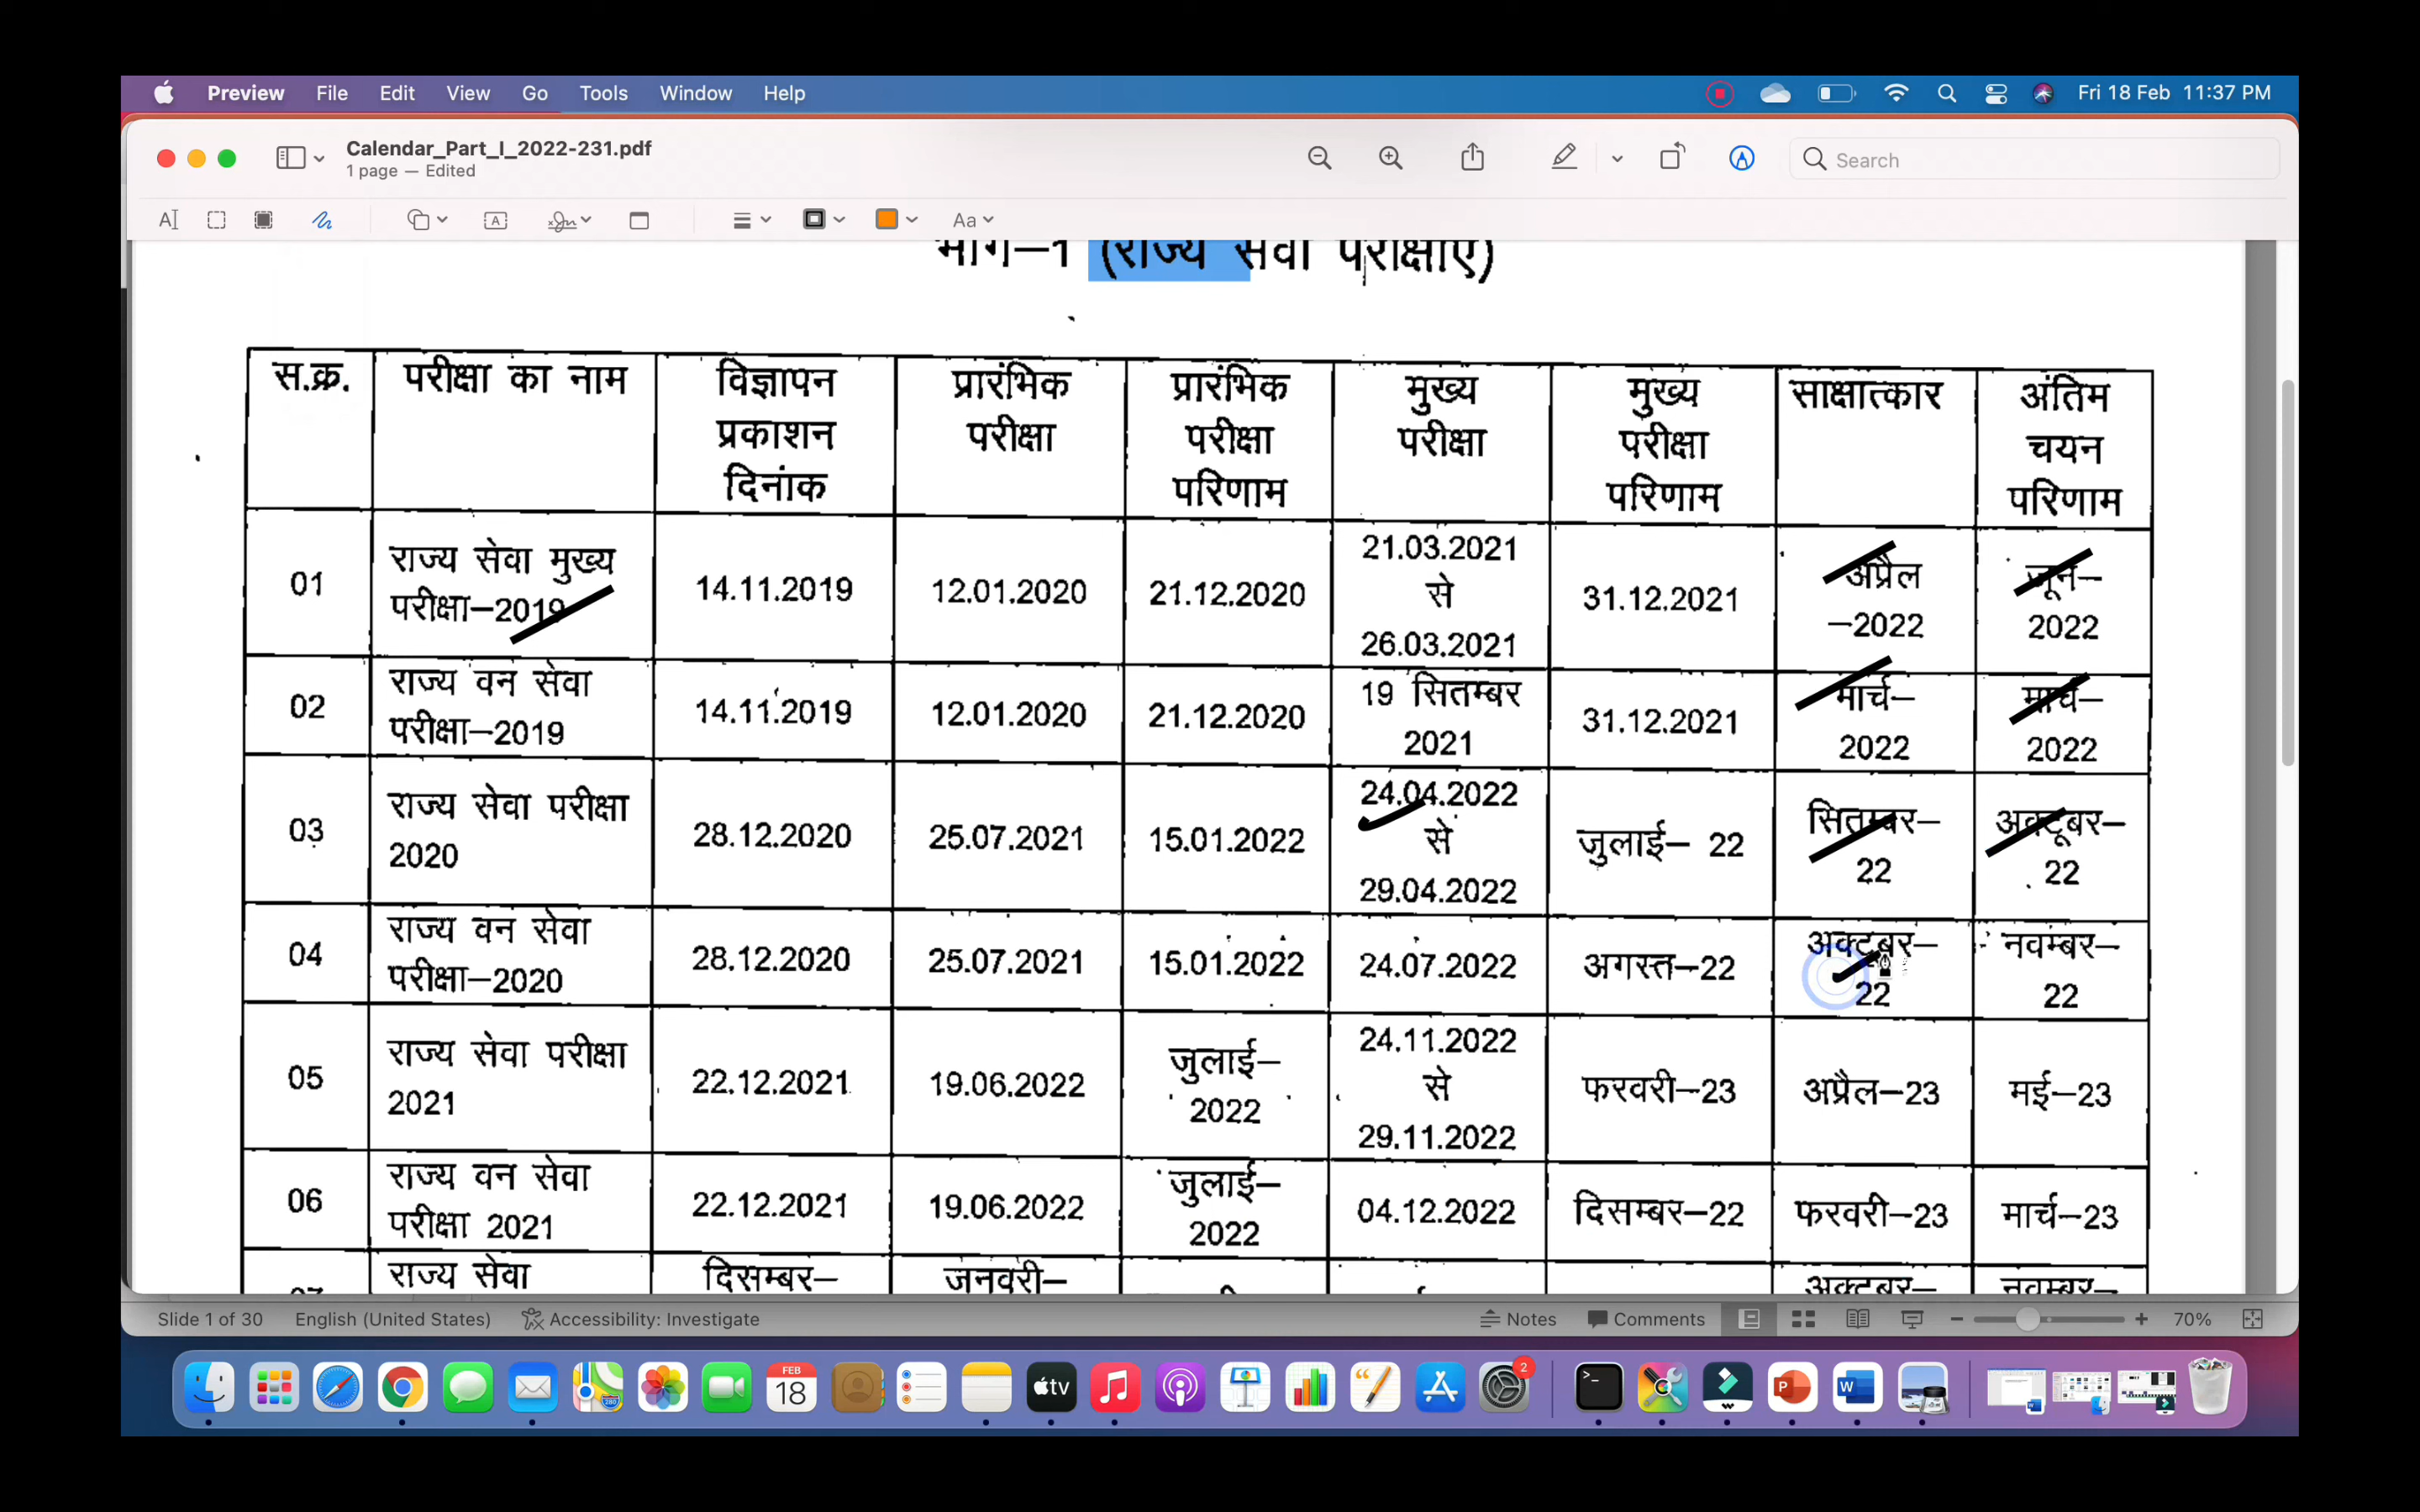 Preview File Edit View Go Tools Window Help Fri 18 Feb 11:37 PM
Calendar_Part_I_2022-231.pdf
1 page — Edited
Search
Aa
भाग–1 (राज्य सेवा परीक्षाएं)
स.क्र. परीक्षा का नाम विज्ञापन प्रकाशन दिनांक प्रारंभिक परीक्षा प्रारंभिक परीक्षा परिणाम मुख्य परीक्षा मुख्य परीक्षा परिणाम साक्षात्कार अंतिम चयन परिणाम
01 राज्य सेवा मुख्य परीक्षा–2019 14.11.2019 12.01.2020 21.12.2020 21.03.2021 से 26.03.2021 31.12.2021 अप्रैल –2022 जून– 2022
02 राज्य वन सेवा परीक्षा–2019 14.11.2019 12.01.2020 21.12.2020 19 सितम्बर 2021 31.12.2021 मार्च– 2022 मार्च– 2022
03 राज्य सेवा परीक्षा 2020 28.12.2020 25.07.2021 15.01.2022 24.04.2022 से 29.04.2022 जुलाई– 22 सितम्बर– 22 अक्टूबर– 22
04 राज्य वन सेवा परीक्षा–2020 28.12.2020 25.07.2021 15.01.2022 24.07.2022 अगस्त–22 अक्टूबर– 22 नवम्बर– 22
05 राज्य सेवा परीक्षा 2021 22.12.2021 19.06.2022 जुलाई– 2022 24.11.2022 से 29.11.2022 फरवरी–23 अप्रैल–23 मई–23
06 राज्य वन सेवा परीक्षा 2021 22.12.2021 19.06.2022 जुलाई– 2022 04.12.2022 दिसम्बर–22 फरवरी–23 मार्च–23
राज्य सेवा दिसम्बर– जनवरी– अक्टूबर– नवम्बर–
Slide 1 of 30 English (United States) Accessibility: Investigate Notes Comments 70%
FEB
18
tv
2